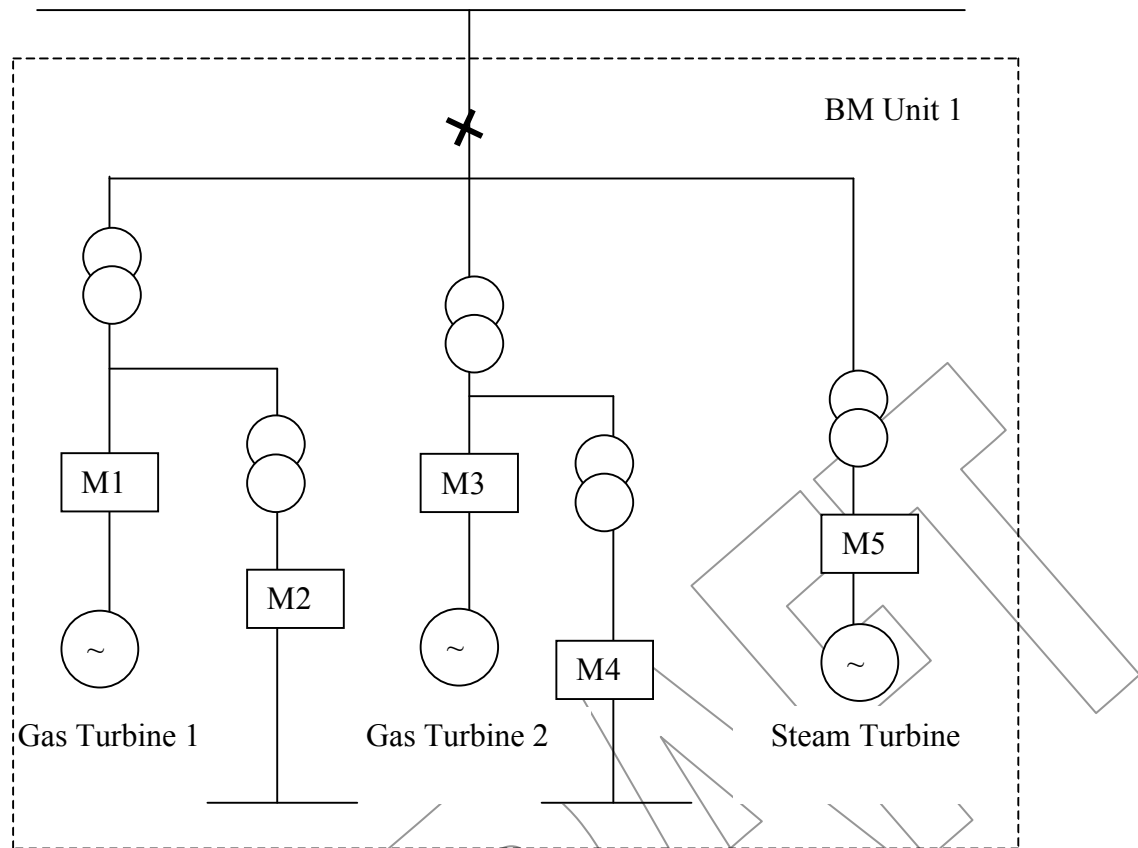 BM Unit 1
M1
M3
M5
M2
M4
~
~
~
Gas Turbine 1
Gas Turbine 2
Steam Turbine